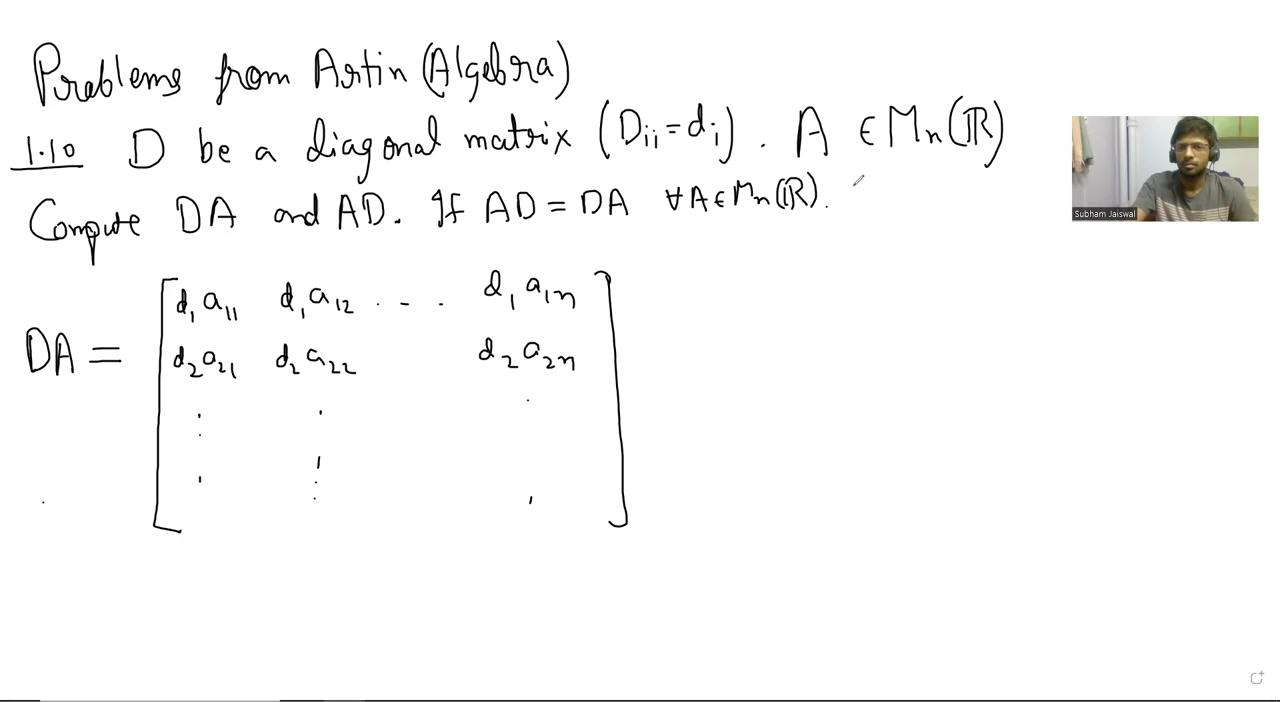 Problems from Artin (Algebra)
1.10 D be a diagonal matrix (Dii = di). A ∈ Mn(ℝ)
Compute DA and AD. If AD = DA ∀A∈Mn(ℝ).
d1a11 d1a12 . - . d1a1n
DA = d2a21 d2a22 d2a2n
Subham Jaiswal